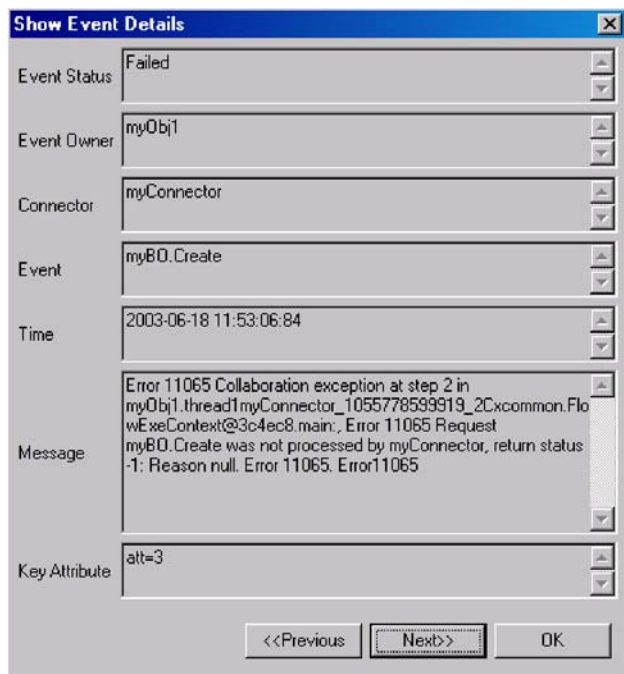 Show Event Details
Event Status
Failed
Event Owner
myObj1
Connector
myConnector
Event
myBO.Create
Time
2003-06-18 11:53:06:84
Message
Error 11065 Collaboration exception at step 2 in
myObj1.thread1myConnector_1055778599919_2Cxcommon.Flo
wExeContext@3c4ec8.main:, Error 11065 Request
myBO.Create was not processed by myConnector, return status
-1: Reason null. Error 11065. Error11065
Key Attribute
att=3
<<Previous
Next>>
OK